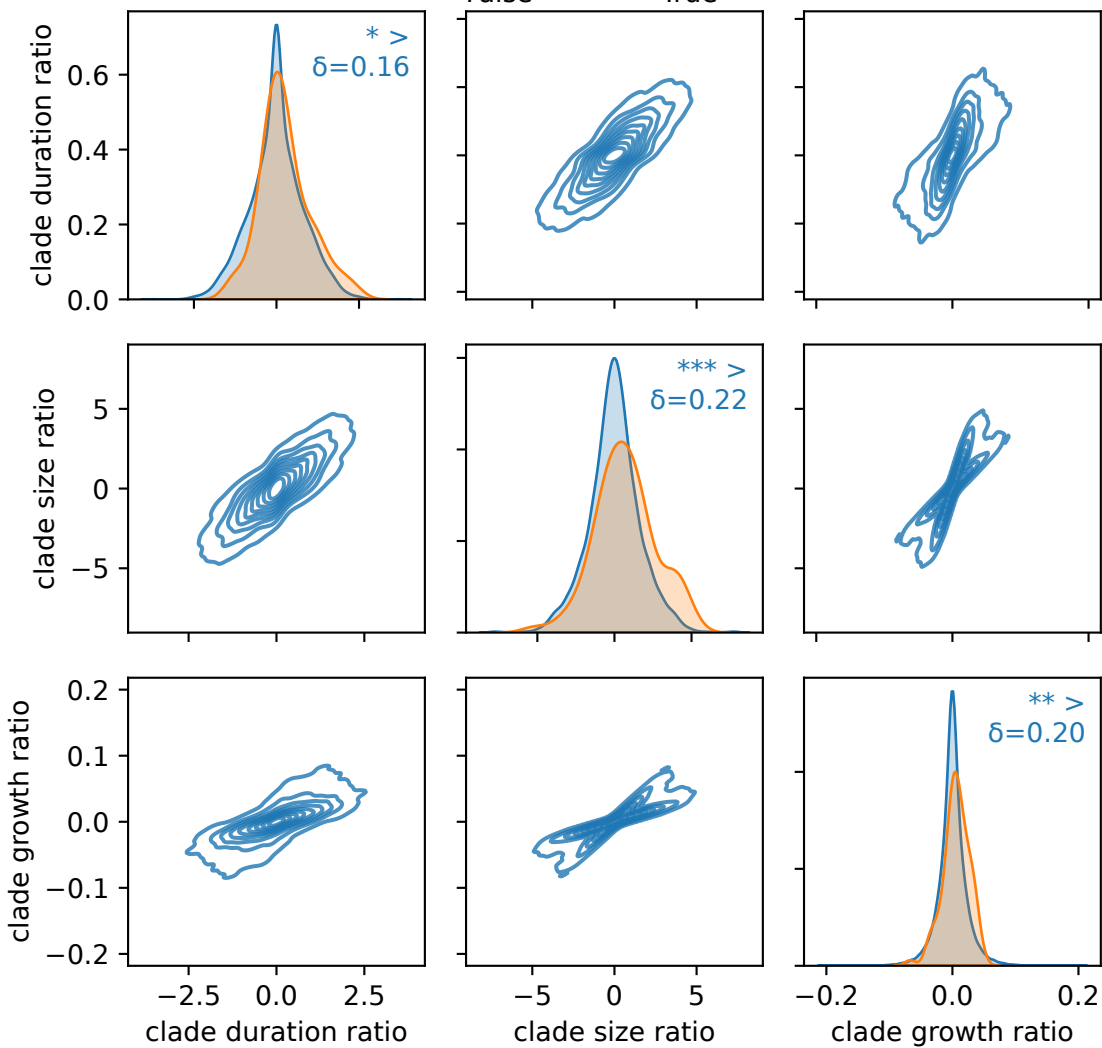 clade duration ratio
0.6
0.4
0.2
0.0
* >
δ=0.16
clade size ratio
5
0
−5
*** >
δ=0.22
clade growth ratio
0.2
0.1
0.0
−0.1
−0.2
** >
δ=0.20
−2.5 0.0 2.5
clade duration ratio
−5 0 5
clade size ratio
−0.2 0.0 0.2
clade growth ratio